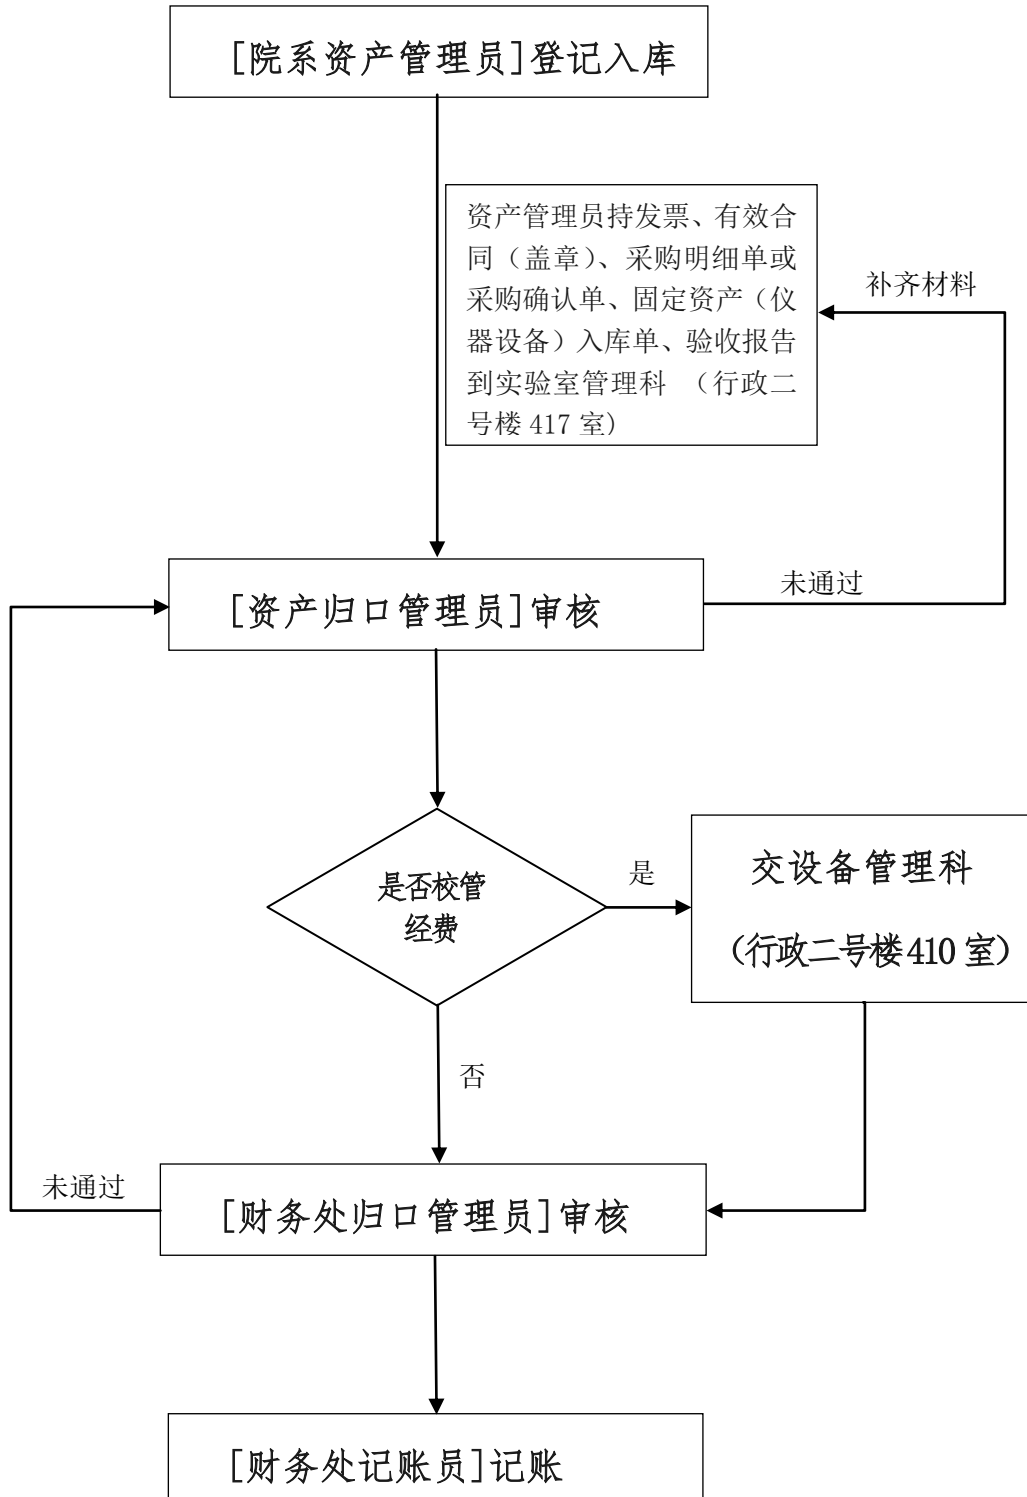 [院系资产管理员]登记入库
资产管理员持发票、有效合
同（盖章）、采购明细单或
采购确认单、固定资产（仪
器设备）入库单、验收报告
到实验室管理科 （行政二
号楼 417 室）
补齐材料
[资产归口管理员]审核
未通过
是否校管
经费
是
交设备管理科
（行政二号楼410 室）
否
未通过
[财务处归口管理员]审核
[财务处记账员]记账